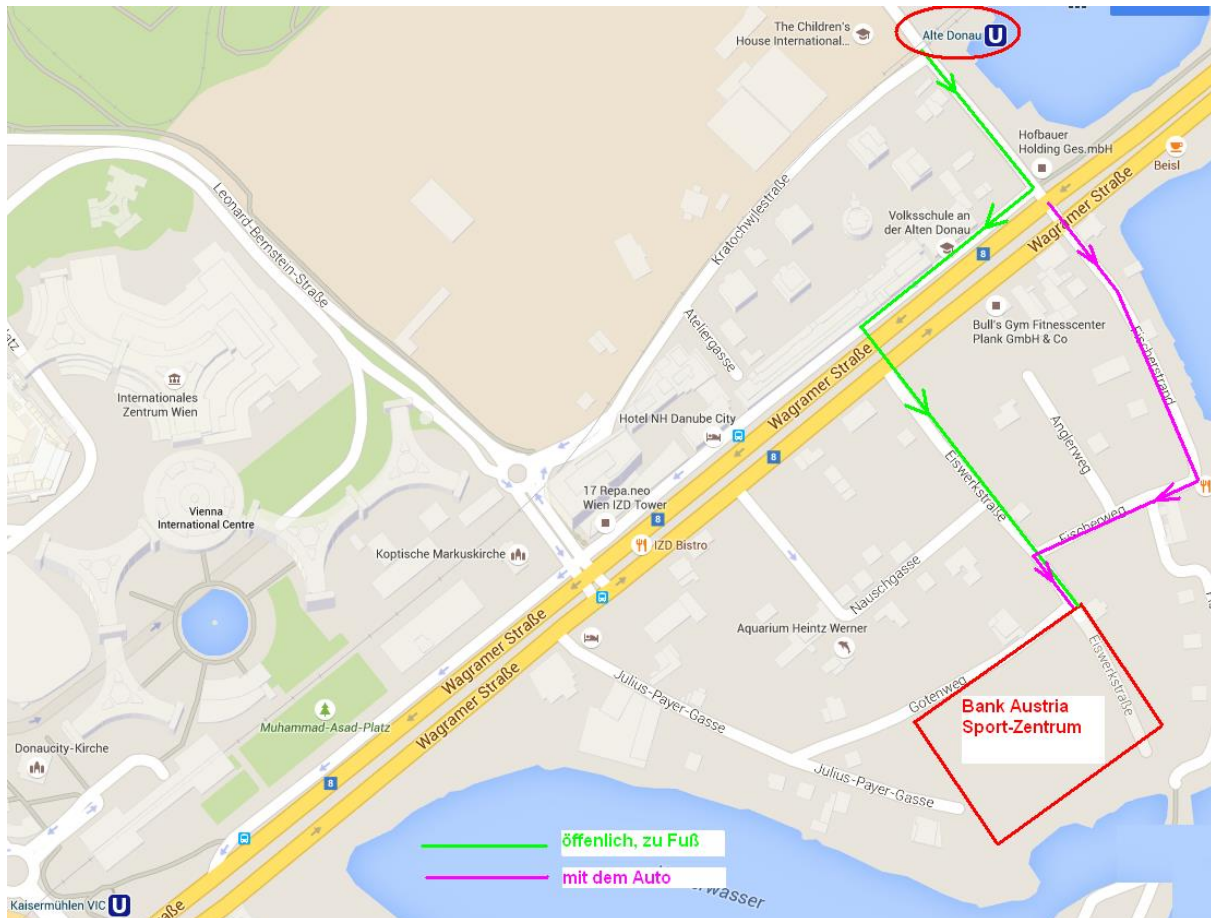 The Children's
House International...
Alte Donau U
Hofbauer
Holding Ges.mbH
Beisl
Leonard-Bernstein-Straße
Kratochwjlestraße
Volksschule an
der Alten Donau
Wagramer Straße
8
Bull's Gym Fitnesscenter
Plank GmbH & Co
Fischerstrand
Internationales
Zentrum Wien
Ateliergasse
Wagramer Straße
Hotel NH Danube City
8
Anglerweg
Eiswerkstraße
17 Repa.neo
Wien IZD Tower
8
IZD Bistro
Vienna
International Centre
Koptische Markuskirche
Fischerweg
Nauschgasse
Aquarium Heintz Werner
Wagramer Straße
Wagramer Straße
Julius-Payer-Gasse
Gotenweg
Eiswerkstraße
Bank Austria
Sport-Zentrum
Muhammad-Asad-Platz
Donaucity-Kirche
8
Julius-Payer-Gasse
öffenlich, zu Fuß
mit dem Auto
Kaisermühlen VIC U